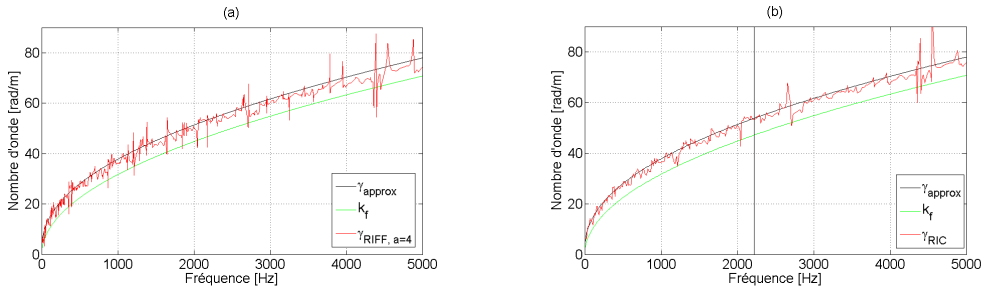 (a)
Nombre d'onde [rad/m]
80
60
40
20
0
0 1000 2000 3000 4000 5000
Fréquence [Hz]
γapprox
kf
γRIFF, a=4
(b)
Nombre d'onde [rad/m]
80
60
40
20
0
0 1000 2000 3000 4000 5000
Fréquence [Hz]
γapprox
kf
γRIC